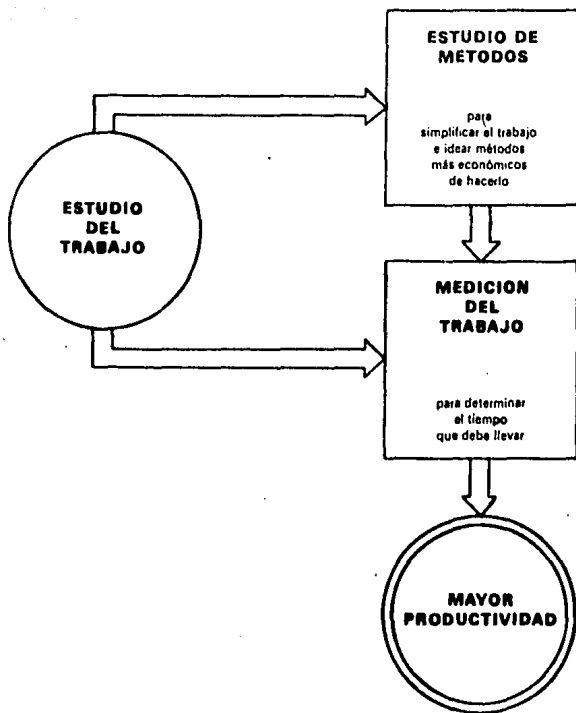 ESTUDIO DE
METODOS
para
simplificar el trabajo
e idear métodos
más económicos
de hacerlo
ESTUDIO
DEL
TRABAJO
MEDICION
DEL
TRABAJO
para determinar
el tiempo
que debe llevar
MAYOR
PRODUCTIVIDAD